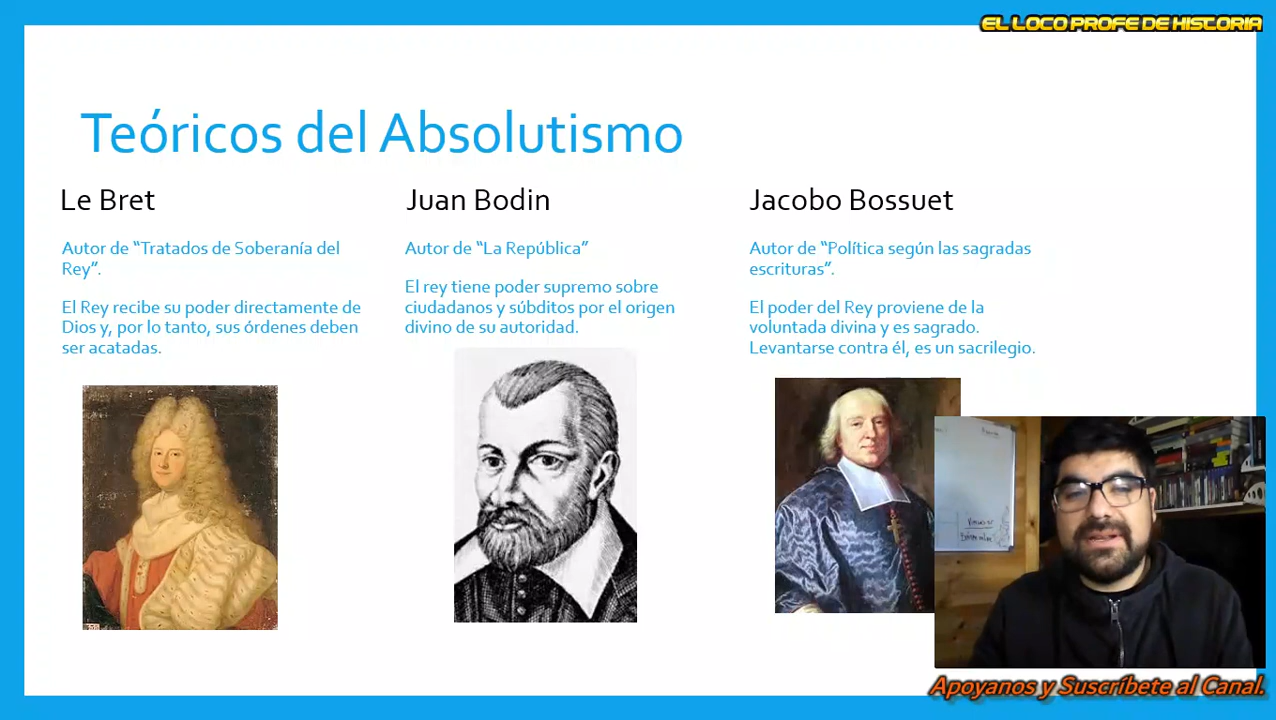 EL LOCO PROFE DE HISTORIA
Teóricos del Absolutismo
Le Bret
Autor de “Tratados de Soberanía del
Rey”.
El Rey recibe su poder directamente de
Dios y, por lo tanto, sus órdenes deben
ser acatadas.
Juan Bodin
Autor de “La República”
El rey tiene poder supremo sobre
ciudadanos y súbditos por el origen
divino de su autoridad.
Jacobo Bossuet
Autor de “Política según las sagradas
escrituras”.
El poder del Rey proviene de la
voluntada divina y es sagrado.
Levantarse contra él, es un sacrilegio.
Apoyanos y Suscríbete al Canal.